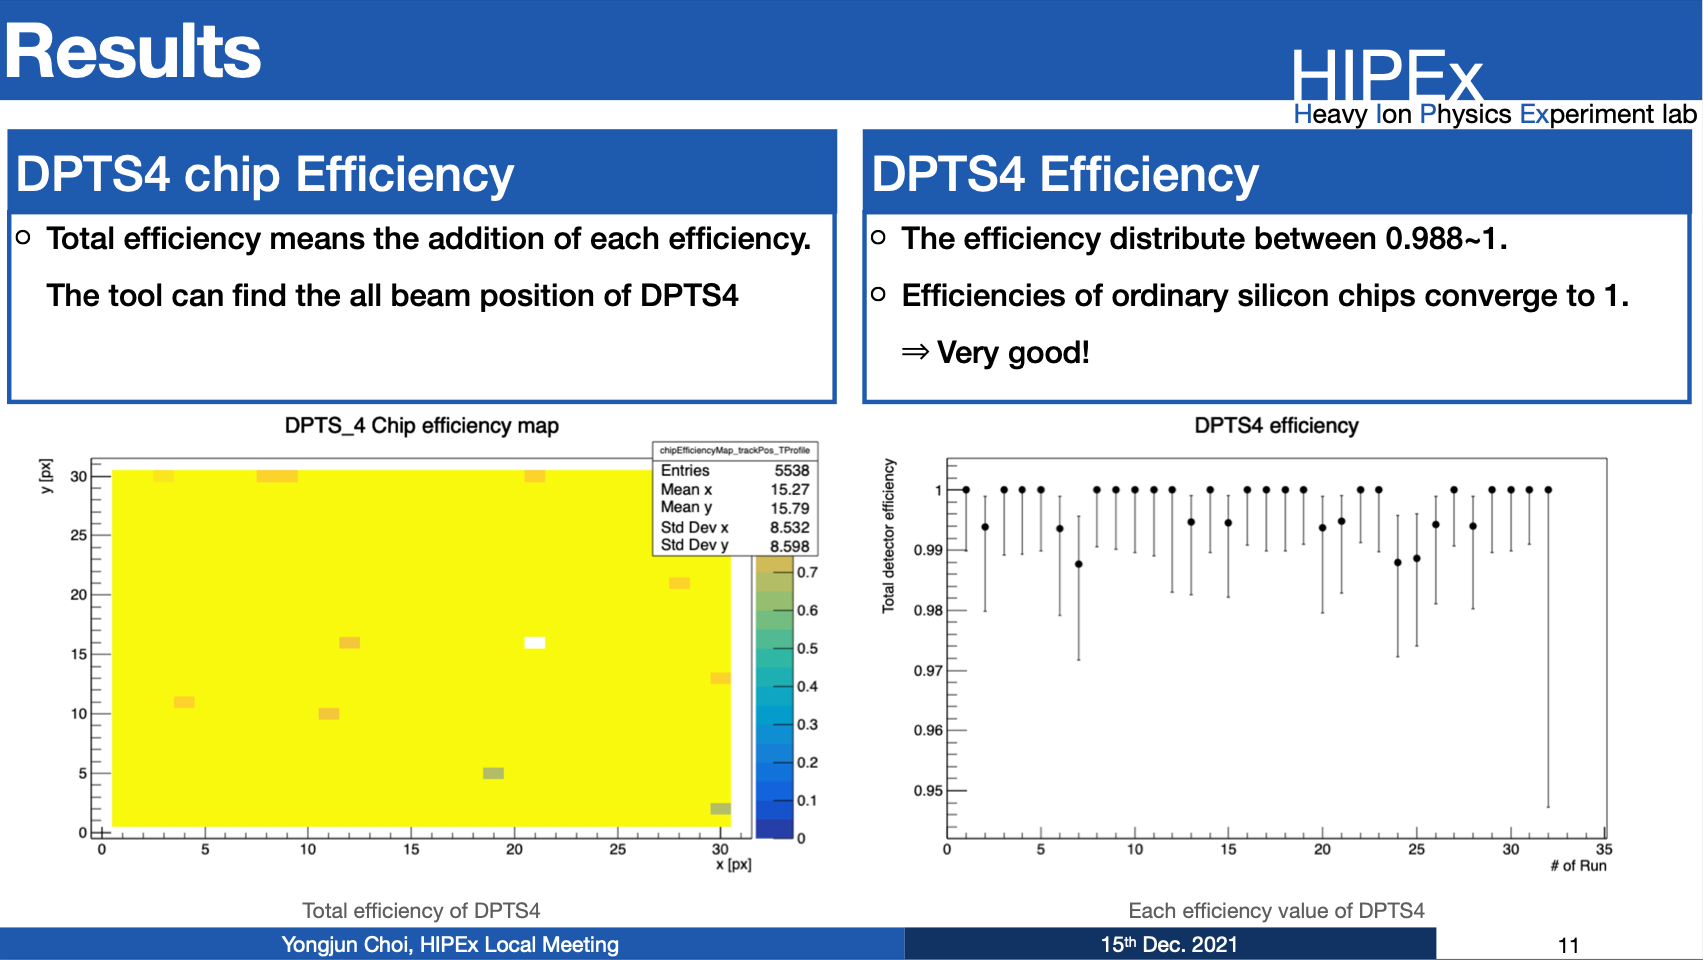 Results
HIPEx
Heavy Ion Physics Experiment lab
DPTS4 chip Efficiency
○ Total efficiency means the addition of each efficiency.
The tool can find the all beam position of DPTS4
DPTS4 Efficiency
○ The efficiency distribute between 0.988~1.
○ Efficiencies of ordinary silicon chips converge to 1.
⇒ Very good!
DPTS_4 Chip efficiency map
y [px]
30
25
20
15
10
5
0
0 5 10 15 20 25 30
x [px]
chipEfficiencyMap_trackPos_TProfile
Entries 5538
Mean x 15.27
Mean y 15.79
Std Dev x 8.532
Std Dev y 8.598
0.7
0.6
0.5
0.4
0.3
0.2
0.1
0
Total efficiency of DPTS4
DPTS4 efficiency
Total detector efficiency
1
0.99
0.98
0.97
0.96
0.95
0 5 10 15 20 25 30 35
# of Run
Each efficiency value of DPTS4
Yongjun Choi, HIPEx Local Meeting
15th Dec. 2021
11